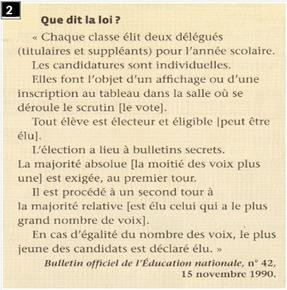 2
Que dit la loi ?
« Chaque classe élit deux délégués
(titulaires et suppléants) pour l'année scolaire.
Les candidatures sont individuelles.
Elles font l'objet d'un affichage ou d'une
inscription au tableau dans la salle où se
déroule le scrutin [le vote].
Tout élève est électeur et éligible [peut être
élu].
L'élection a lieu à bulletins secrets.
La majorité absolue [la moitié des voix plus
une] est exigée, au premier tour.
Il est procédé à un second tour à
la majorité relative [est élu celui qui a le plus
grand nombre de voix].
En cas d'égalité du nombre des voix, le plus
jeune des candidats est déclaré élu. »
Bulletin officiel de l'Éducation nationale, n° 42,
15 novembre 1990.